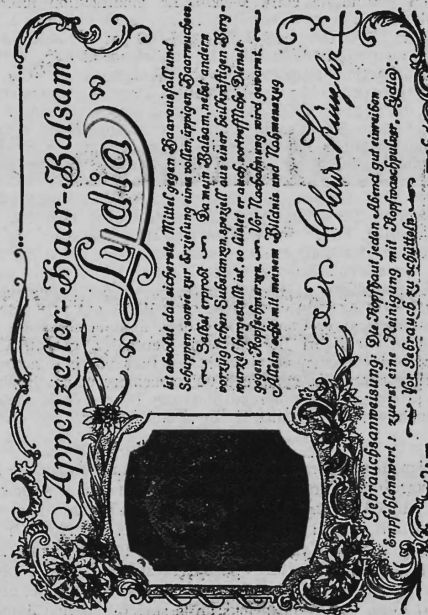 Appenzeller-Haar-Balsam
Lydia
ist absolut das sicherste Mittel gegen Haarausfall und
Schuppen, sowie zur Erzielung eines vollen, üppigen Haarwuchses.
Selbst erprobt Da mein Balsam, nebst andern
vorzüglichen Substanzen, speziell aus einer heilkräftigen Berg-
wurzel hergestellt ist, so leistet er auch vortreffliche Dienste
gegen Kopfschmerzen. Vor Nachahmung wird gewarnt.
Allein echt mit meinem Bildnis und Nahmenszug
Gebrauchsanweisung: Die Kopfhaut jeden Abend gut einreiben
Empfehlenswert: zuerst eine Reinigung mit Kopfwaschpulver „Lydia“.
Vor Gebrauch zu schütteln